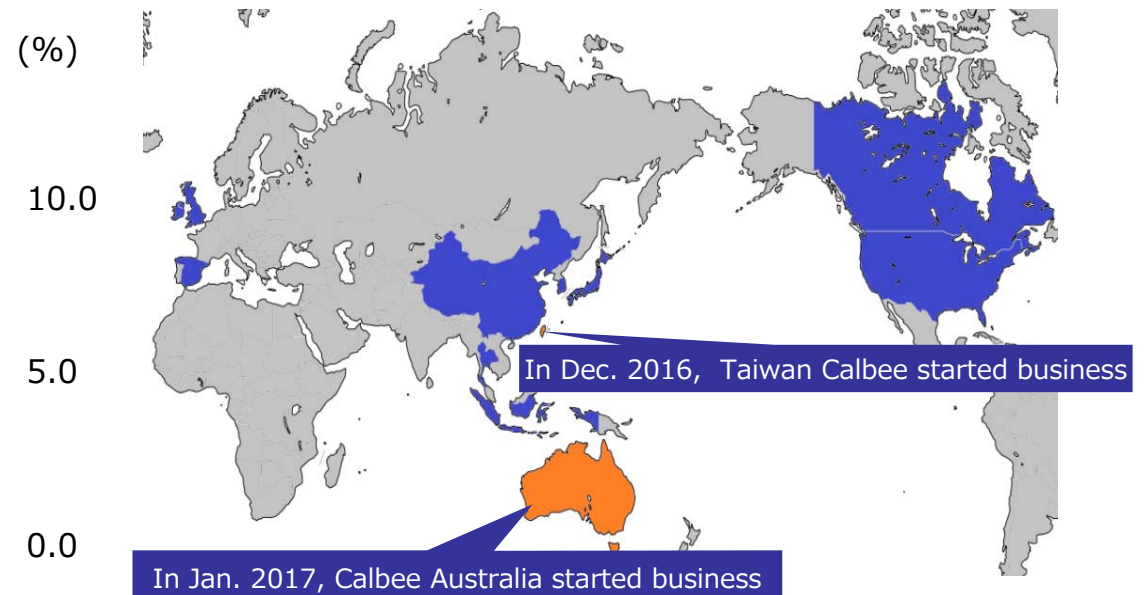 (%)
10.0
5.0
0.0
In Dec. 2016, Taiwan Calbee started business
In Jan. 2017, Calbee Australia started business